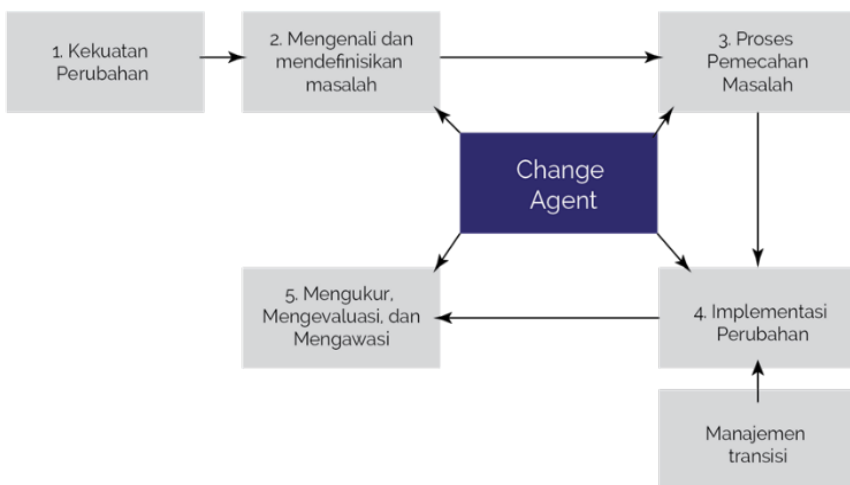 1. Kekuatan
Perubahan
2. Mengenali dan
mendefinisikan
masalah
3. Proses
Pemecahan
Masalah
Change
Agent
5. Mengukur,
Mengevaluasi, dan
Mengawasi
4. Implementasi
Perubahan
Manajemen
transisi